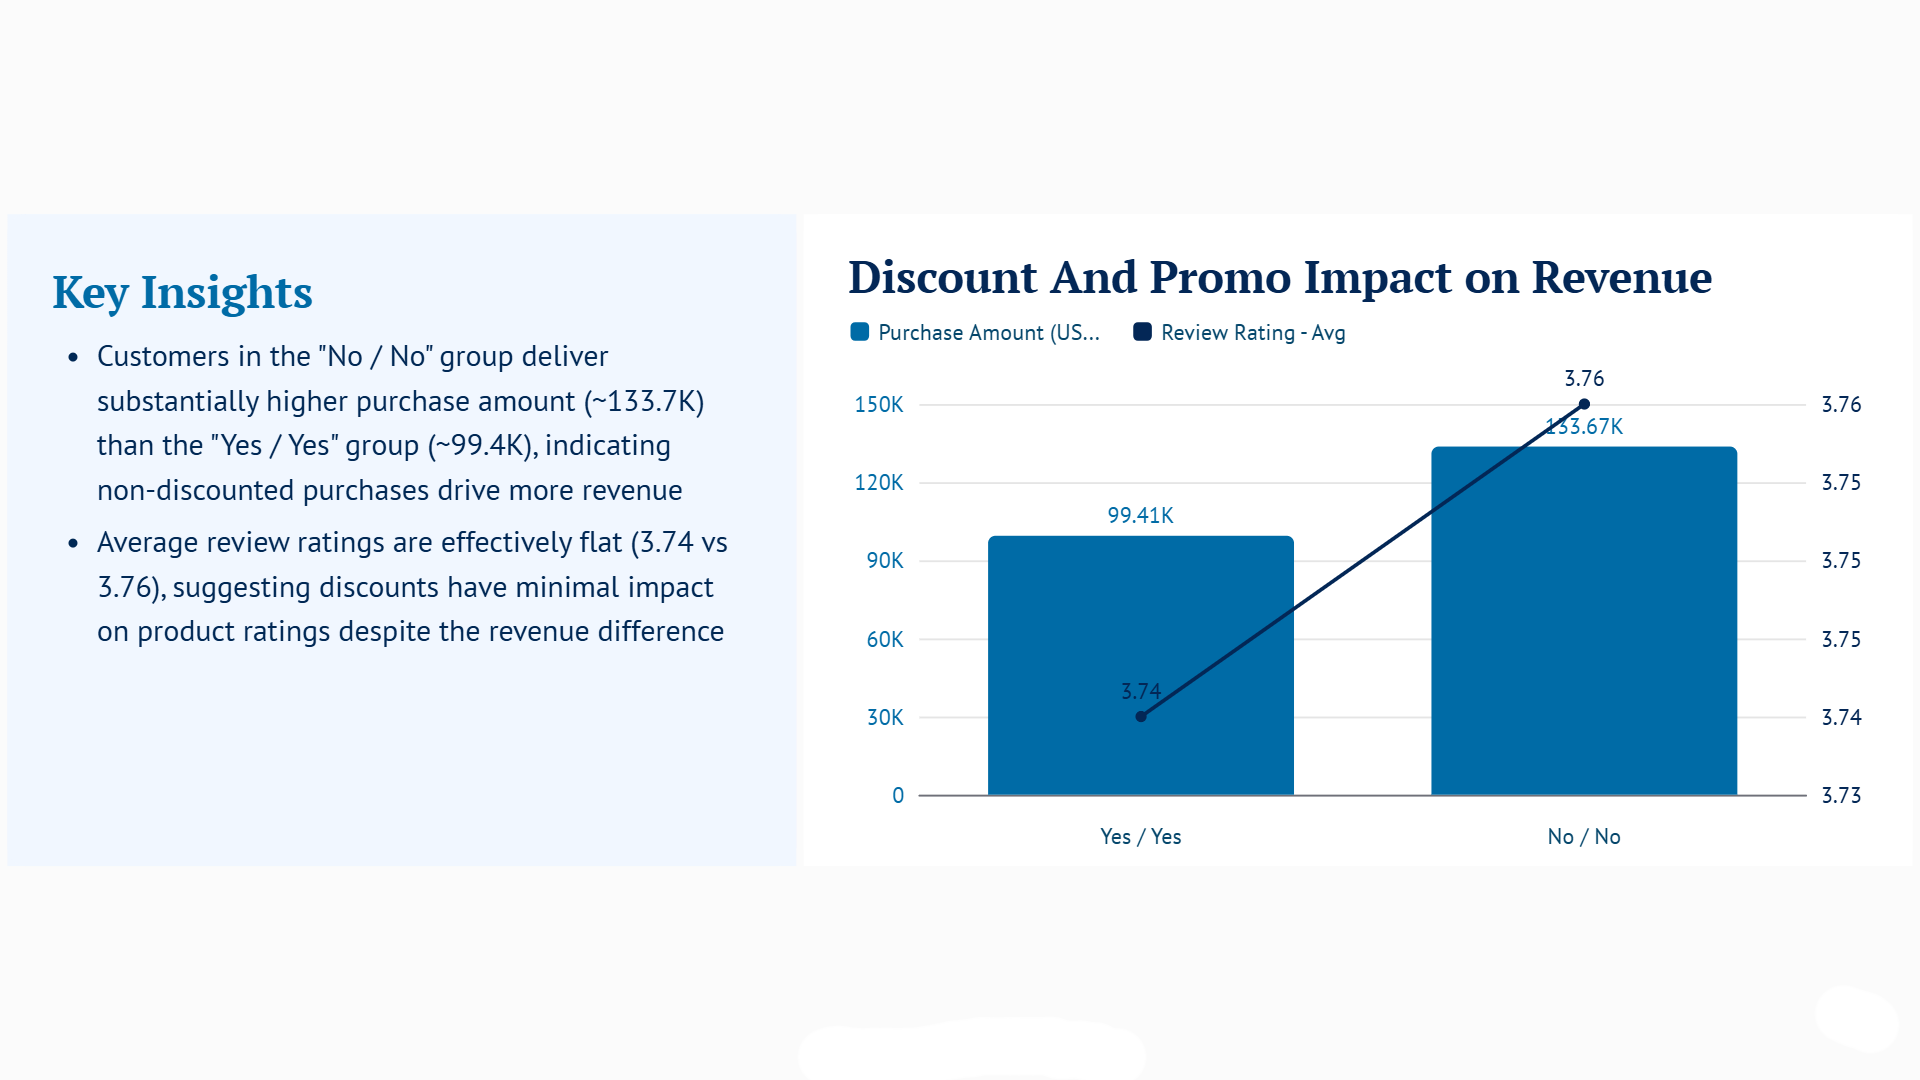 Key Insights
• Customers in the "No / No" group deliver
substantially higher purchase amount (~133.7K)
than the "Yes / Yes" group (~99.4K), indicating
non-discounted purchases drive more revenue
• Average review ratings are effectively flat (3.74 vs
3.76), suggesting discounts have minimal impact
on product ratings despite the revenue difference
Discount And Promo Impact on Revenue
Purchase Amount (US... Review Rating - Avg
3.76
150K 3.76
133.67K
120K 3.75
99.41K
90K 3.75
60K 3.75
3.74
30K 3.74
0 3.73
Yes / Yes No / No